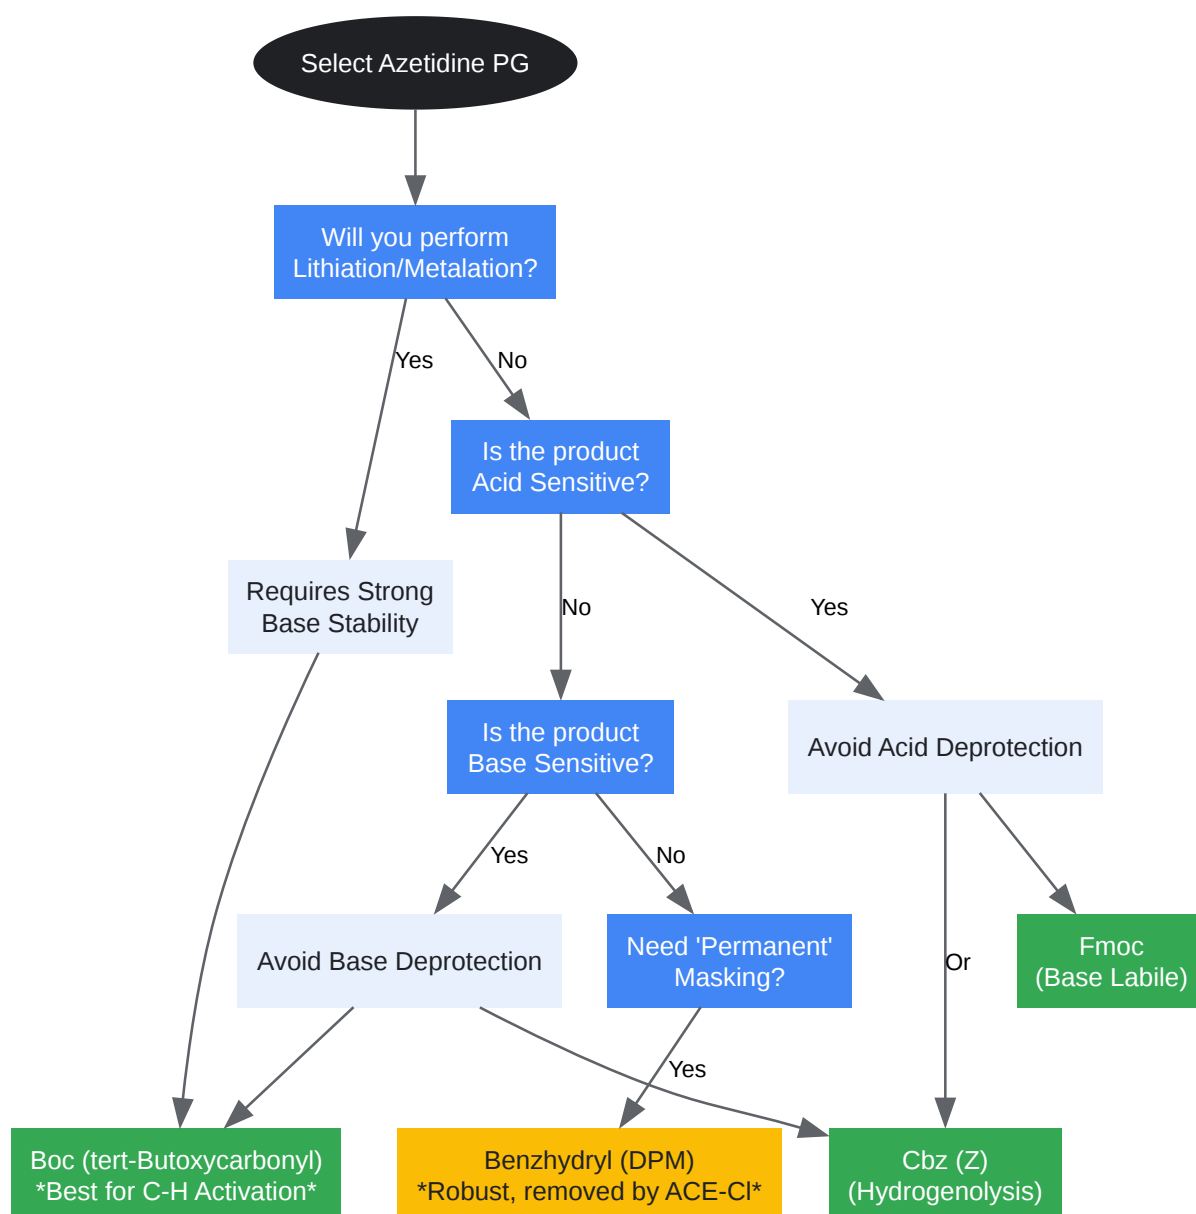 Select Azetidine PG
Will you perform
Lithiation/Metalation?
Yes
No
Is the product
Acid Sensitive?
Requires Strong
Base Stability
No
Yes
Is the product
Base Sensitive?
Avoid Acid Deprotection
Yes
No
Avoid Base Deprotection
Need 'Permanent'
Masking?
Or
Fmoc
(Base Labile)
Yes
Boc (tert-Butoxycarbonyl)
*Best for C-H Activation*
Benzhydryl (DPM)
*Robust, removed by ACE-Cl*
Cbz (Z)
(Hydrogenolysis)